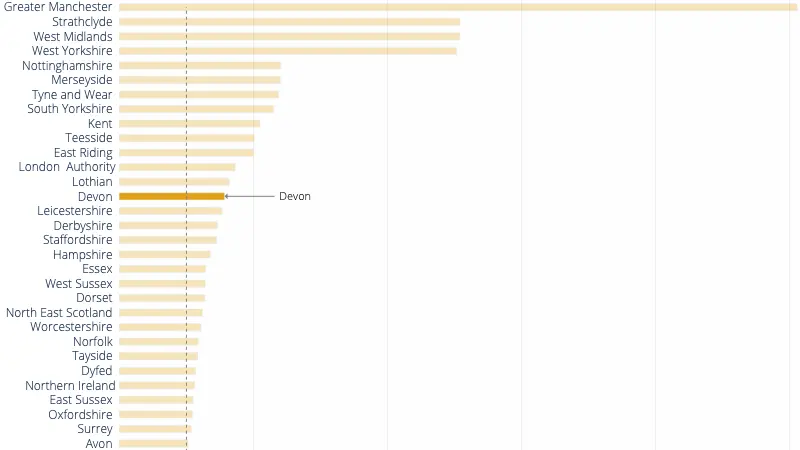 Greater Manchester
Strathclyde
West Midlands
West Yorkshire
Nottinghamshire
Merseyside
Tyne and Wear
South Yorkshire
Kent
Teesside
East Riding
London Authority
Lothian
Devon Devon
Leicestershire
Derbyshire
Staffordshire
Hampshire
Essex
West Sussex
Dorset
North East Scotland
Worcestershire
Norfolk
Tayside
Dyfed
Northern Ireland
East Sussex
Oxfordshire
Surrey
Avon